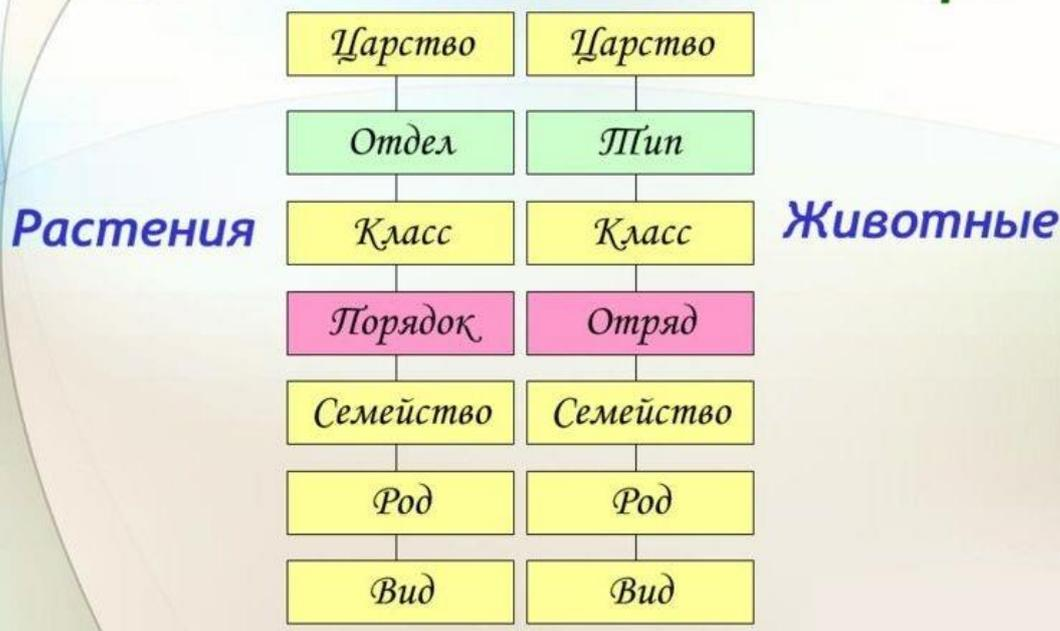 Царство Царство
Отдел Тип
Растения Класс Класс Животные
Порядок Отряд
Семейство Семейство
Род Род
Вид Вид